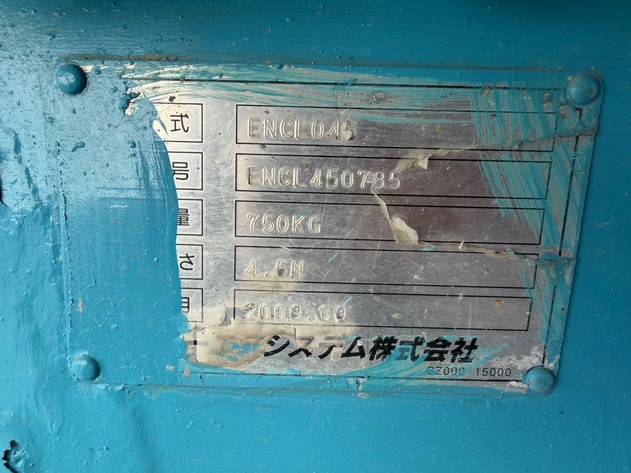 式 ENCL045
号 ENCL450785
量 750KG
さ 4.5M
月 2009.09
システム株式会社
CZ000 15000